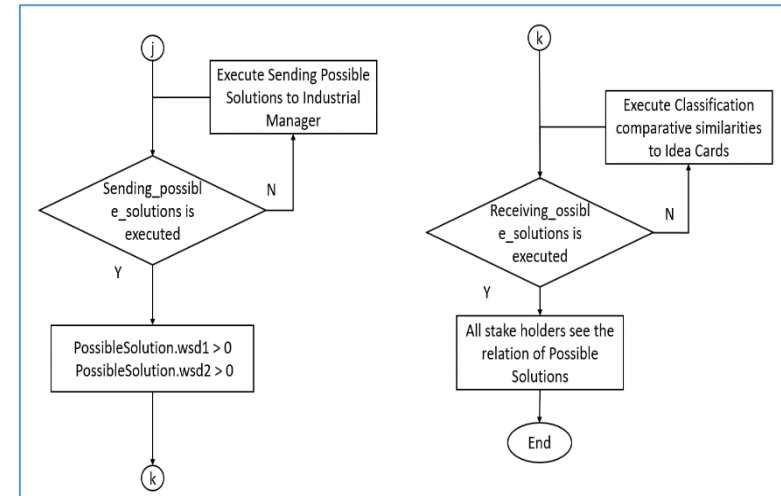 j
Execute Sending Possible
Solutions to Industrial
Manager
Sending_possibl
e_solutions is
executed
N
Y
PossibleSolution.wsd1 > 0
PossibleSolution.wsd2 > 0
k
k
Execute Classification
comparative similarities
to Idea Cards
Receiving_ossibl
e_solutions is
executed
N
Y
All stake holders see the
relation of Possible
Solutions
End